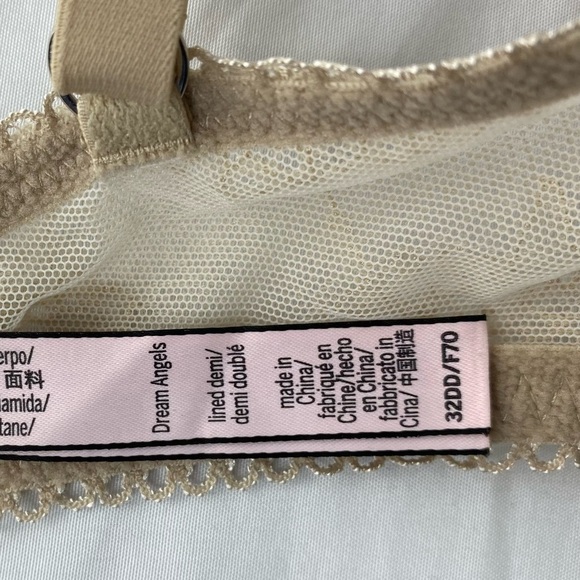 erpo/
面料
iamida/
tane/
Dream Angels
lined demi/
demi doublé
made in
China/
fabriqué en
Chine/hecho
en China/
fabbricato in
Cina/ 中国制造
32DD/F70